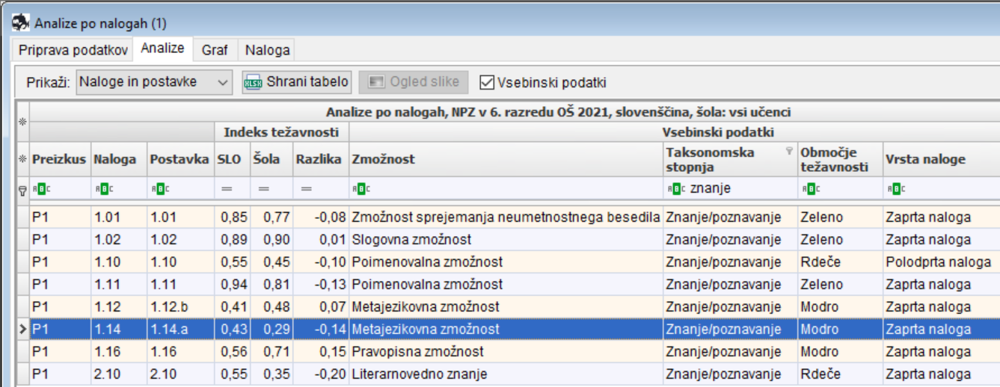 Analize po nalogah (1)
Priprava podatkov Analize Graf Naloga
Prikaži: Naloge in postavke XLSX Shrani tabelo Ogled slike Vsebinski podatki
Analize po nalogah, NPZ v 6. razredu OŠ 2021, slovenščina, šola: vsi učenci
Indeks težavnosti Vsebinski podatki
Preizkus Naloga Postavka SLO Šola Razlika Zmožnost Taksonomska stopnja Območje težavnosti Vrsta naloge
ABC ABC ABC = = = ABC ABC znanje ABC ABC
P1 1.01 1.01 0,85 0,77 -0,08 Zmožnost sprejemanja neumetnostnega besedila Znanje/poznavanje Zeleno Zaprta naloga
P1 1.02 1.02 0,89 0,90 0,01 Slogovna zmožnost Znanje/poznavanje Zeleno Zaprta naloga
P1 1.10 1.10 0,55 0,45 -0,10 Poimenovalna zmožnost Znanje/poznavanje Rdeče Polodprta naloga
P1 1.11 1.11 0,94 0,81 -0,13 Poimenovalna zmožnost Znanje/poznavanje Zeleno Zaprta naloga
P1 1.12 1.12.b 0,41 0,48 0,07 Metajezikovna zmožnost Znanje/poznavanje Modro Zaprta naloga
P1 1.14 1.14.a 0,43 0,29 -0,14 Metajezikovna zmožnost Znanje/poznavanje Modro Zaprta naloga
P1 1.16 1.16 0,56 0,71 0,15 Pravopisna zmožnost Znanje/poznavanje Modro Zaprta naloga
P1 2.10 2.10 0,55 0,35 -0,20 Literarnovedno znanje Znanje/poznavanje Rdeče Zaprta naloga